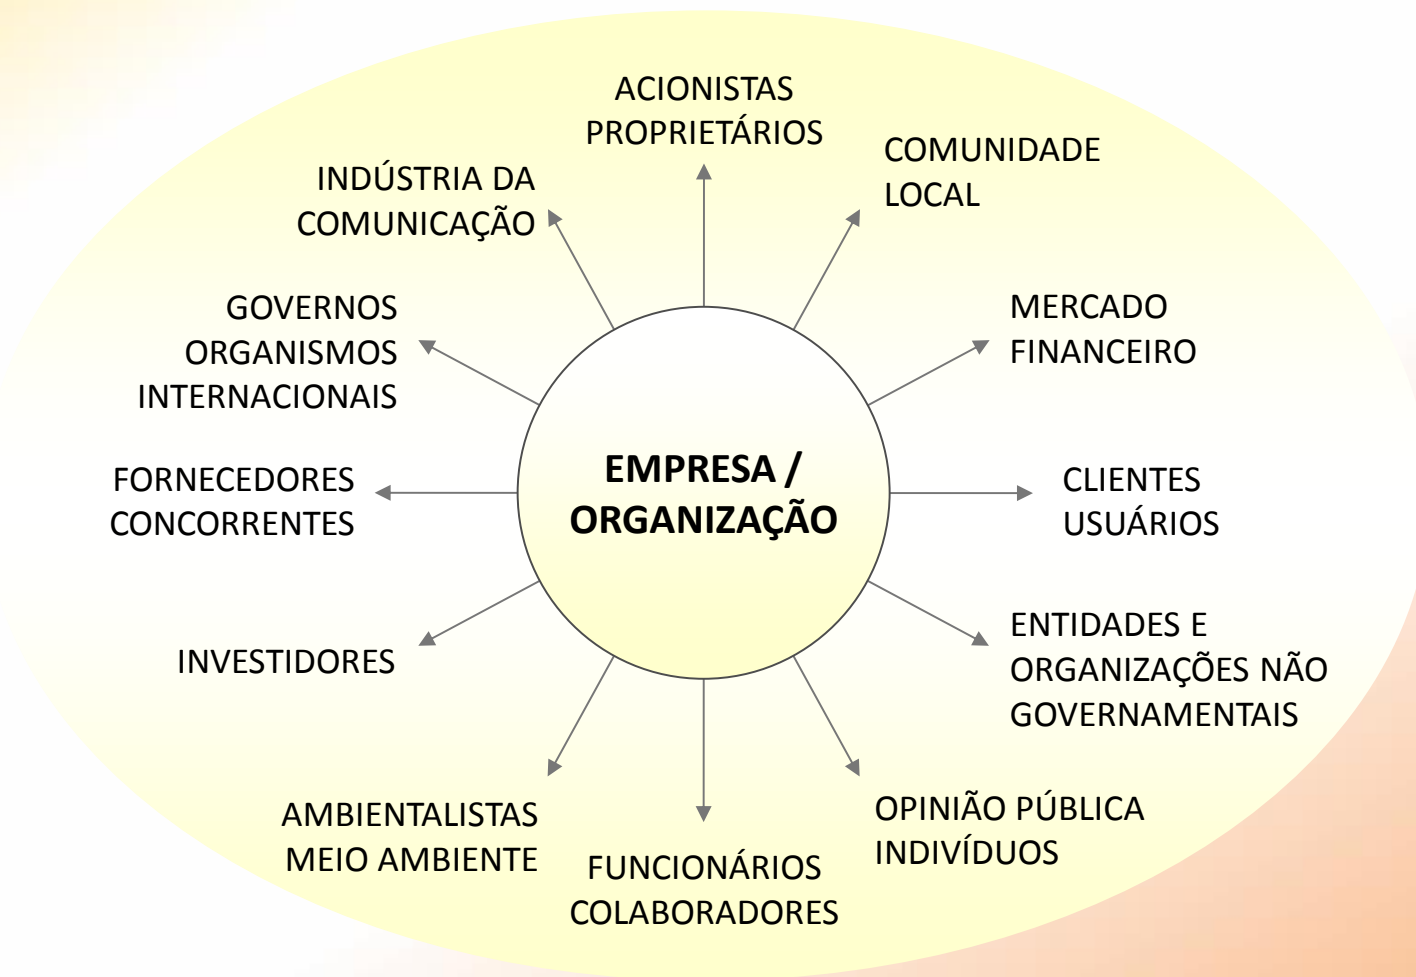 ACIONISTAS
PROPRIETÁRIOS
COMUNIDADE
LOCAL
INDÚSTRIA DA
COMUNICAÇÃO
MERCADO
FINANCEIRO
GOVERNOS
ORGANISMOS
INTERNACIONAIS
EMPRESA /
ORGANIZAÇÃO
FORNECEDORES
CONCORRENTES
CLIENTES
USUÁRIOS
INVESTIDORES
ENTIDADES E
ORGANIZAÇÕES NÃO
GOVERNAMENTAIS
AMBIENTALISTAS
MEIO AMBIENTE
FUNCIONÁRIOS
COLABORADORES
OPINIÃO PÚBLICA
INDIVÍDUOS